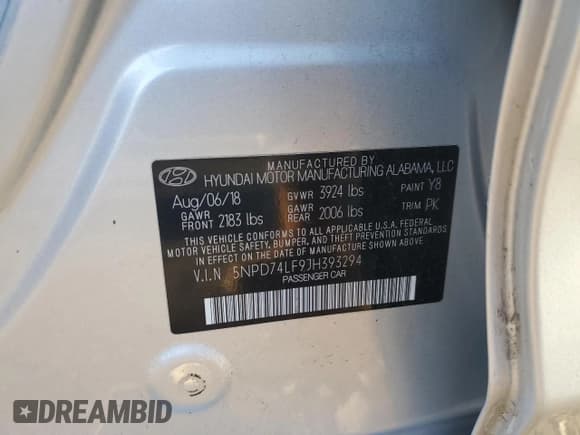 MANUFACTURED BY
HYUNDAI MOTOR MANUFACTURING ALABAMA, LLC
Aug/06/18 GVWR 3924 lbs PAINT Y8
GAWR FRONT 2183 lbs GAWR REAR 2006 lbs TRIM PK
THIS VEHICLE CONFORMS TO ALL APPLICABLE U.S.A. FEDERAL
MOTOR VEHICLE SAFETY, BUMPER, AND THEFT PREVENTION STANDARDS
IN EFFECT ON THE DATE OF MANUFACTURE SHOWN ABOVE.
V.I.N 5NPD74LF9JH393294
PASSENGER CAR
DREAMBID